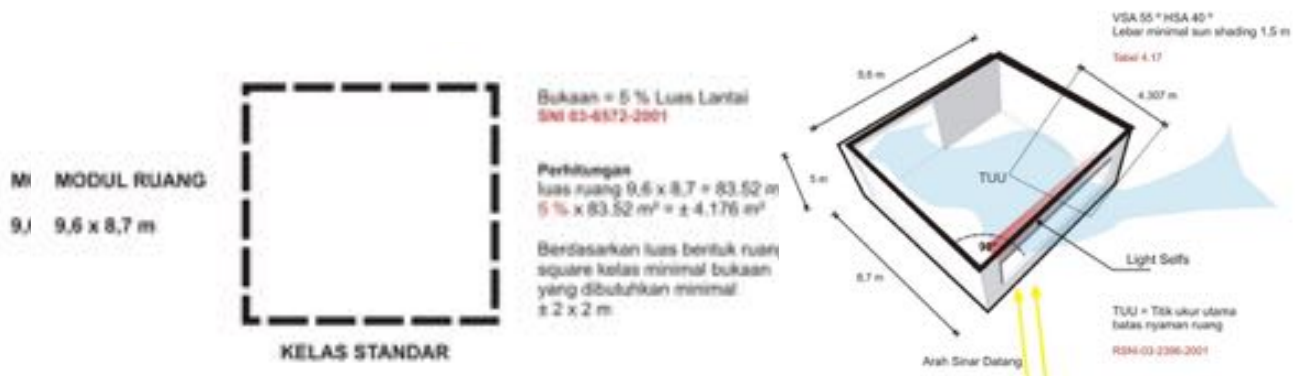 MODUL RUANG
9,6 x 8,7 m
KELAS STANDAR
Bukaan = 5 % Luas Lantai
SNI 03-6572-2001
Perhitungan
luas ruang 9,6 x 8,7 = 83.52 m
5 % x 83.52 m² = ± 4.176 m²
Berdasarkan luas bentuk ruang
square kelas minimal bukaan
yang dibutuhkan minimal
± 2 x 2 m
VSA 55 º HSA 40 º
Lebar minimal sun shading 1,5 m
Tabel 4.17
4.307 m
5 m
TUU
90º
8,7 m
Light Selfs
TUU = Titik ukur utama
batas nyaman ruang
RSNI-03-2396-2001
Arah Sinar Datang